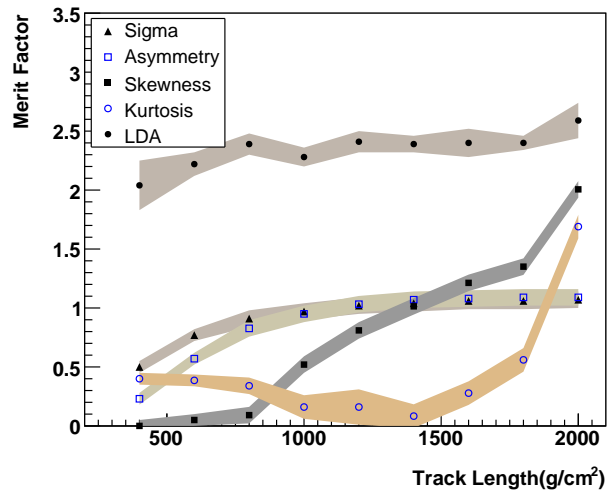 Merit Factor
3.5
3
2.5
2
1.5
1
0.5
0
Sigma
Asymmetry
Skewness
Kurtosis
LDA
500 1000 1500 2000
Track Length(g/cm²)